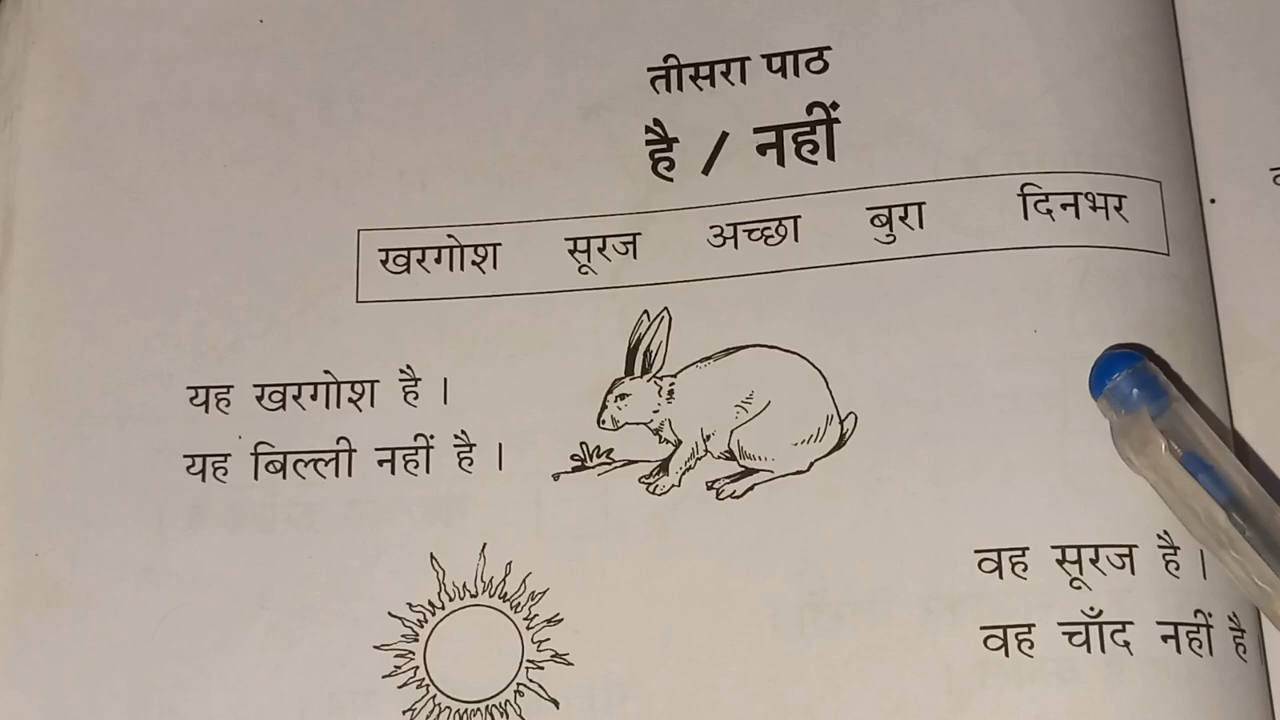 तीसरा पाठ
है / नहीं
खरगोश सूरज अच्छा बुरा दिनभर
यह खरगोश है ।
यह बिल्ली नहीं है ।
वह सूरज है ।
वह चाँद नहीं है